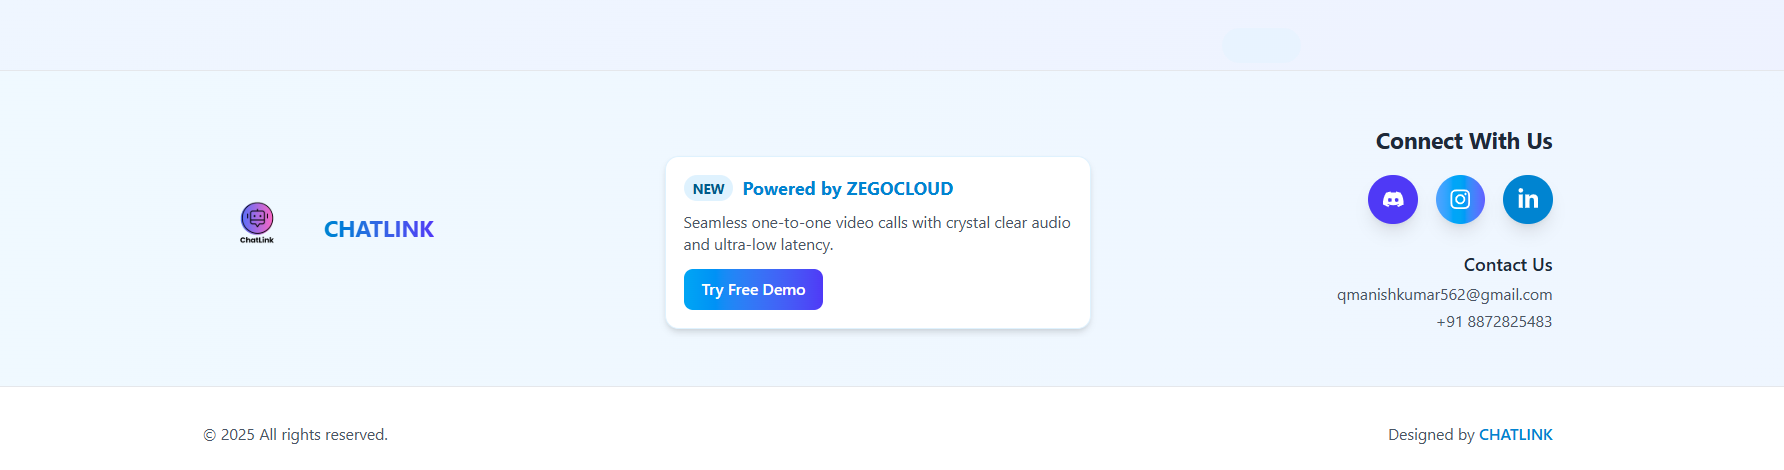 ChatLink
CHATLINK
NEW Powered by ZEGOCLOUD
Seamless one-to-one video calls with crystal clear audio
and ultra-low latency.
Try Free Demo
Connect With Us
in
Contact Us
qmanishkumar562@gmail.com
+91 8872825483
© 2025 All rights reserved.
Designed by CHATLINK